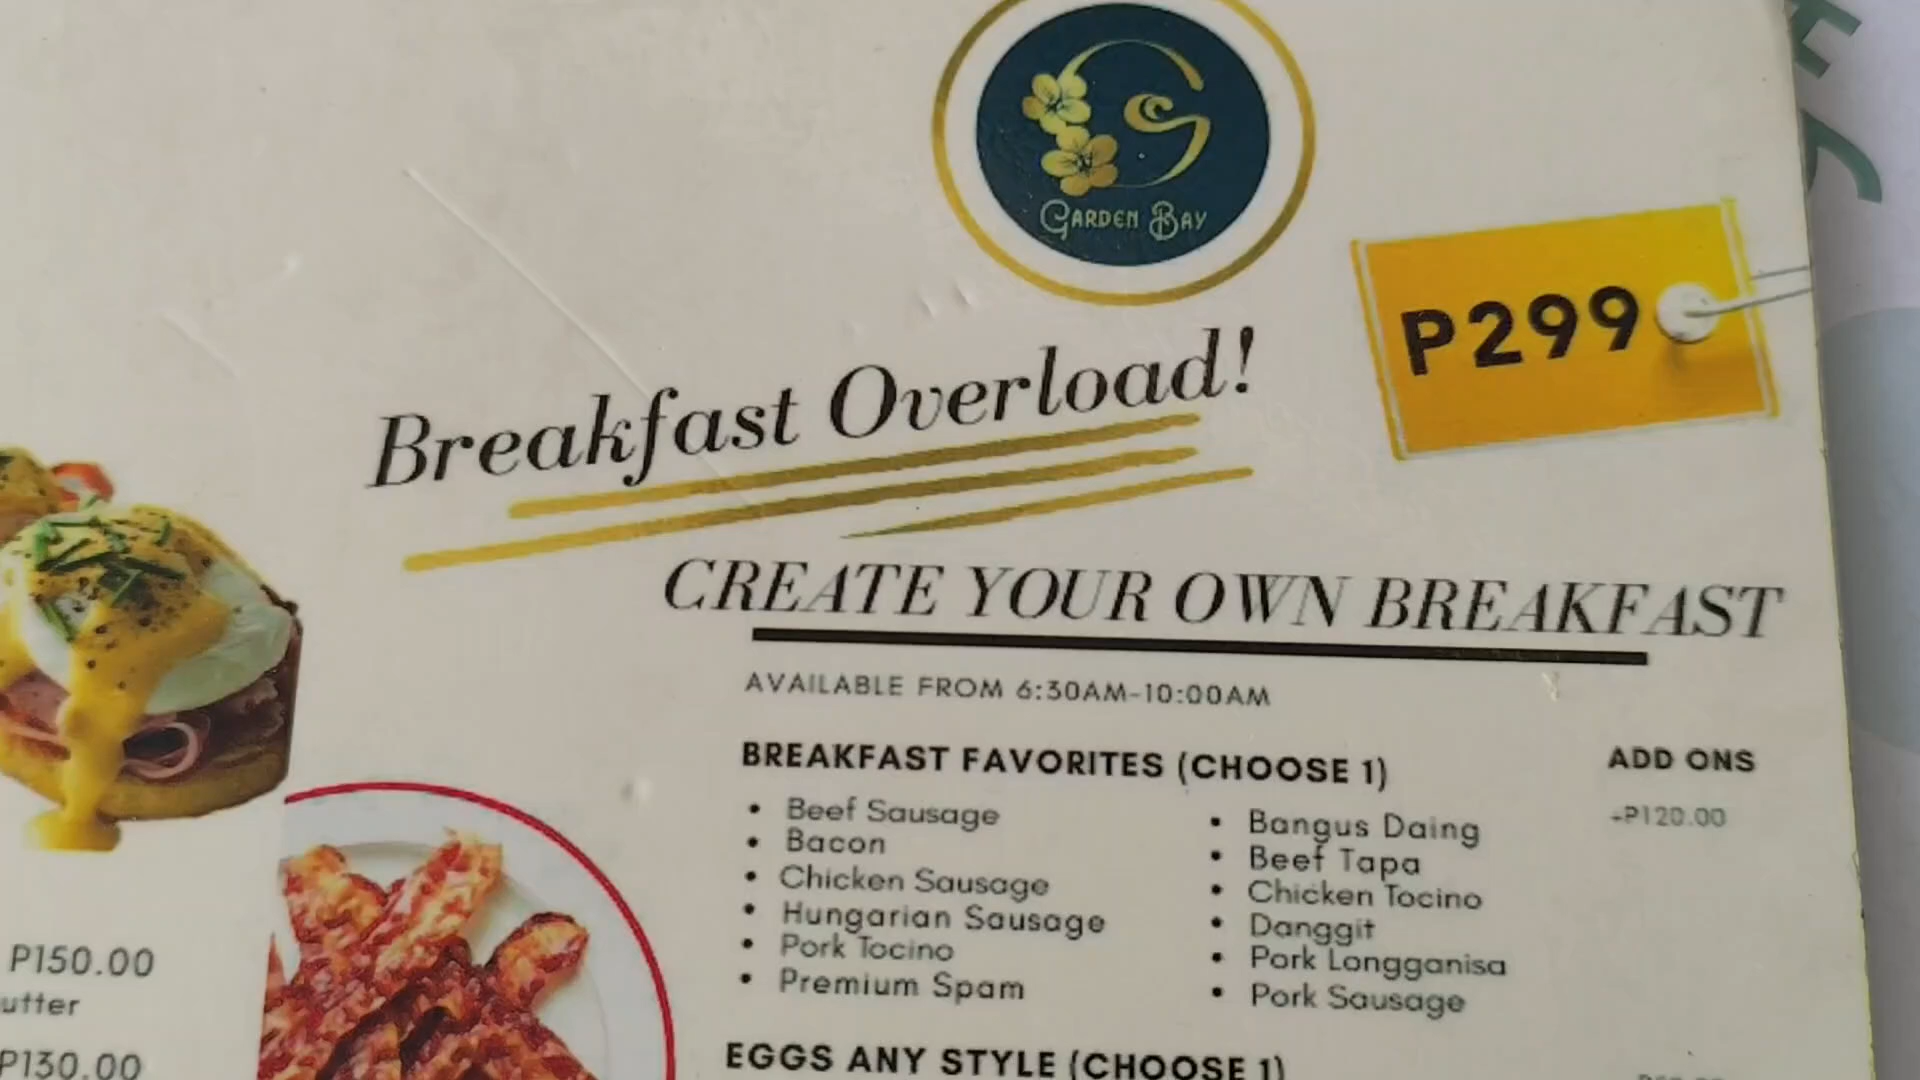 GARDEN BAY
P299
Breakfast Overload!
CREATE YOUR OWN BREAKFAST
AVAILABLE FROM 6:30AM-10:00AM
BREAKFAST FAVORITES (CHOOSE 1)
ADD ONS
+P120.00
• Beef Sausage
• Bacon
• Chicken Sausage
• Hungarian Sausage
• Pork Tocino
• Premium Spam
• Bangus Daing
• Beef Tapa
• Chicken Tocino
• Danggit
• Pork Longganisa
• Pork Sausage
EGGS ANY STYLE (CHOOSE 1)
P150.00
utter
P130.00